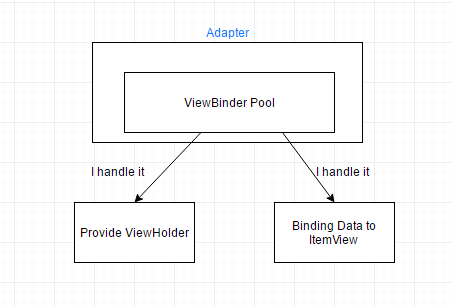 Adapter
ViewBinder Pool
I handle it
I handle it
Provide ViewHolder
Binding Data to
ItemView